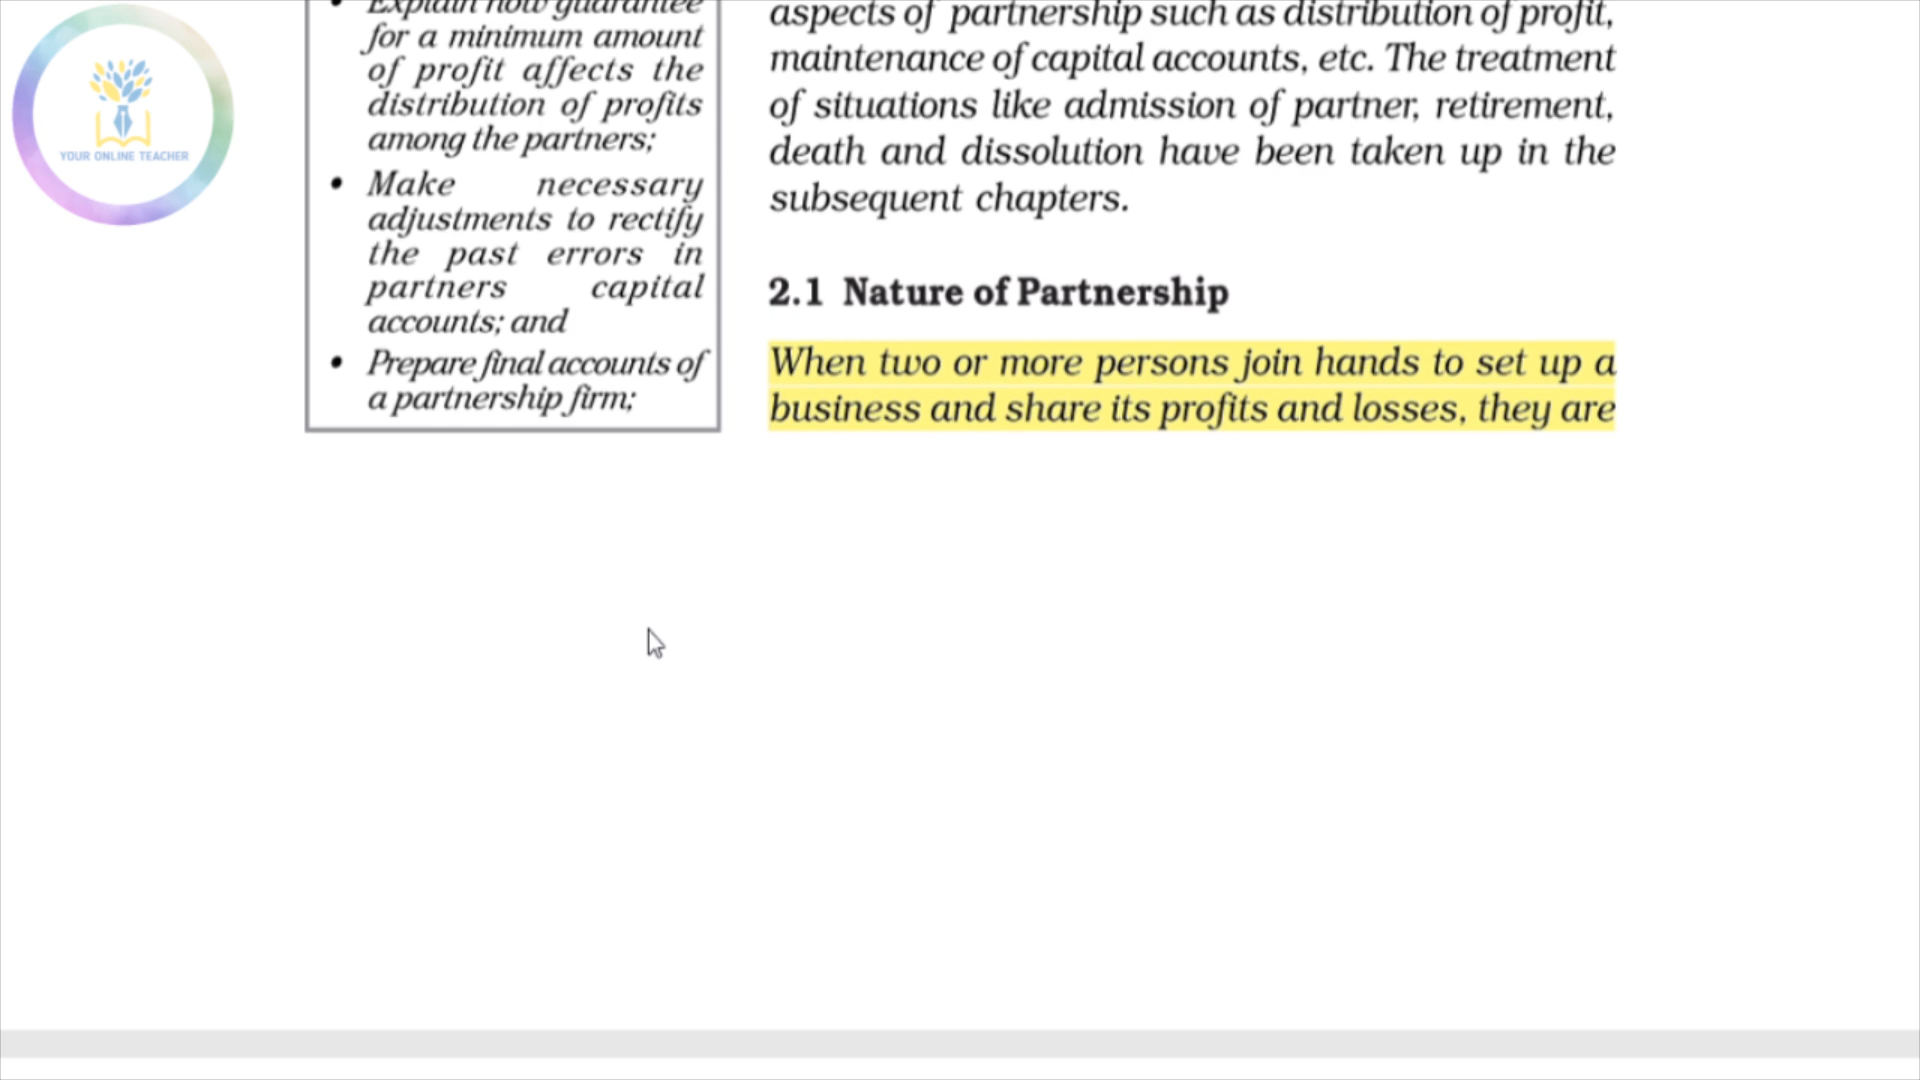 YOUR ONLINE TEACHER
• Explain how guarantee
for a minimum amount
of profit affects the
distribution of profits
among the partners;
• Make necessary
adjustments to rectify
the past errors in
partners capital
accounts; and
• Prepare final accounts of
a partnership firm;
aspects of partnership such as distribution of profit,
maintenance of capital accounts, etc. The treatment
of situations like admission of partner, retirement,
death and dissolution have been taken up in the
subsequent chapters.
2.1 Nature of Partnership
When two or more persons join hands to set up a
business and share its profits and losses, they are